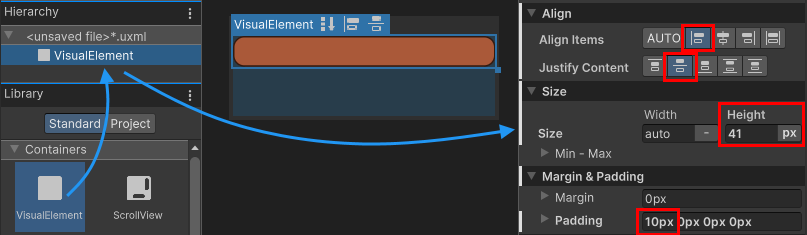 Hierarchy
<unsaved file>*.uxml
VisualElement
Library
Standard Project
Containers
VisualElement
ScrollView
VisualElement
Align
Align Items AUTO
Justify Content
Size
Width Height
Size auto - 41 px
Min - Max
Margin & Padding
Margin 0px
Padding 10px 0px 0px 0px